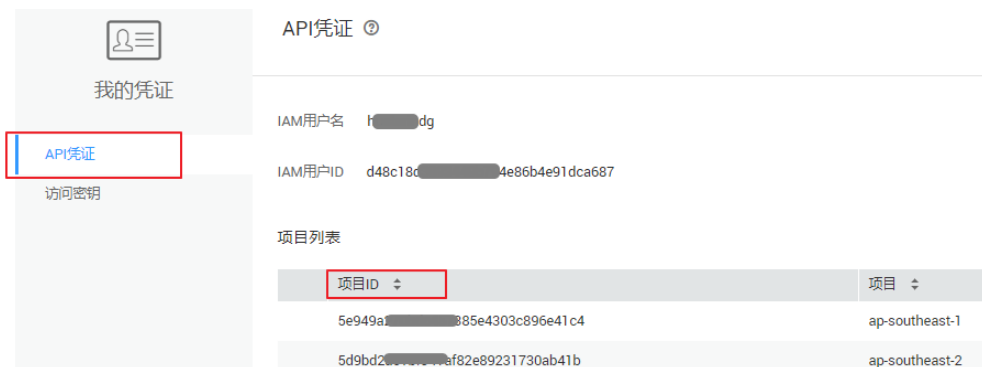 API凭证
我的凭证
API凭证
访问密钥
IAM用户名 h dg
IAM用户ID d48c18 4e86b4e91dca687
项目列表
项目ID 项目
5e949a 385e4303c896e41c4 ap-southeast-1
5d9bd2 af82e89231730ab41b ap-southeast-2